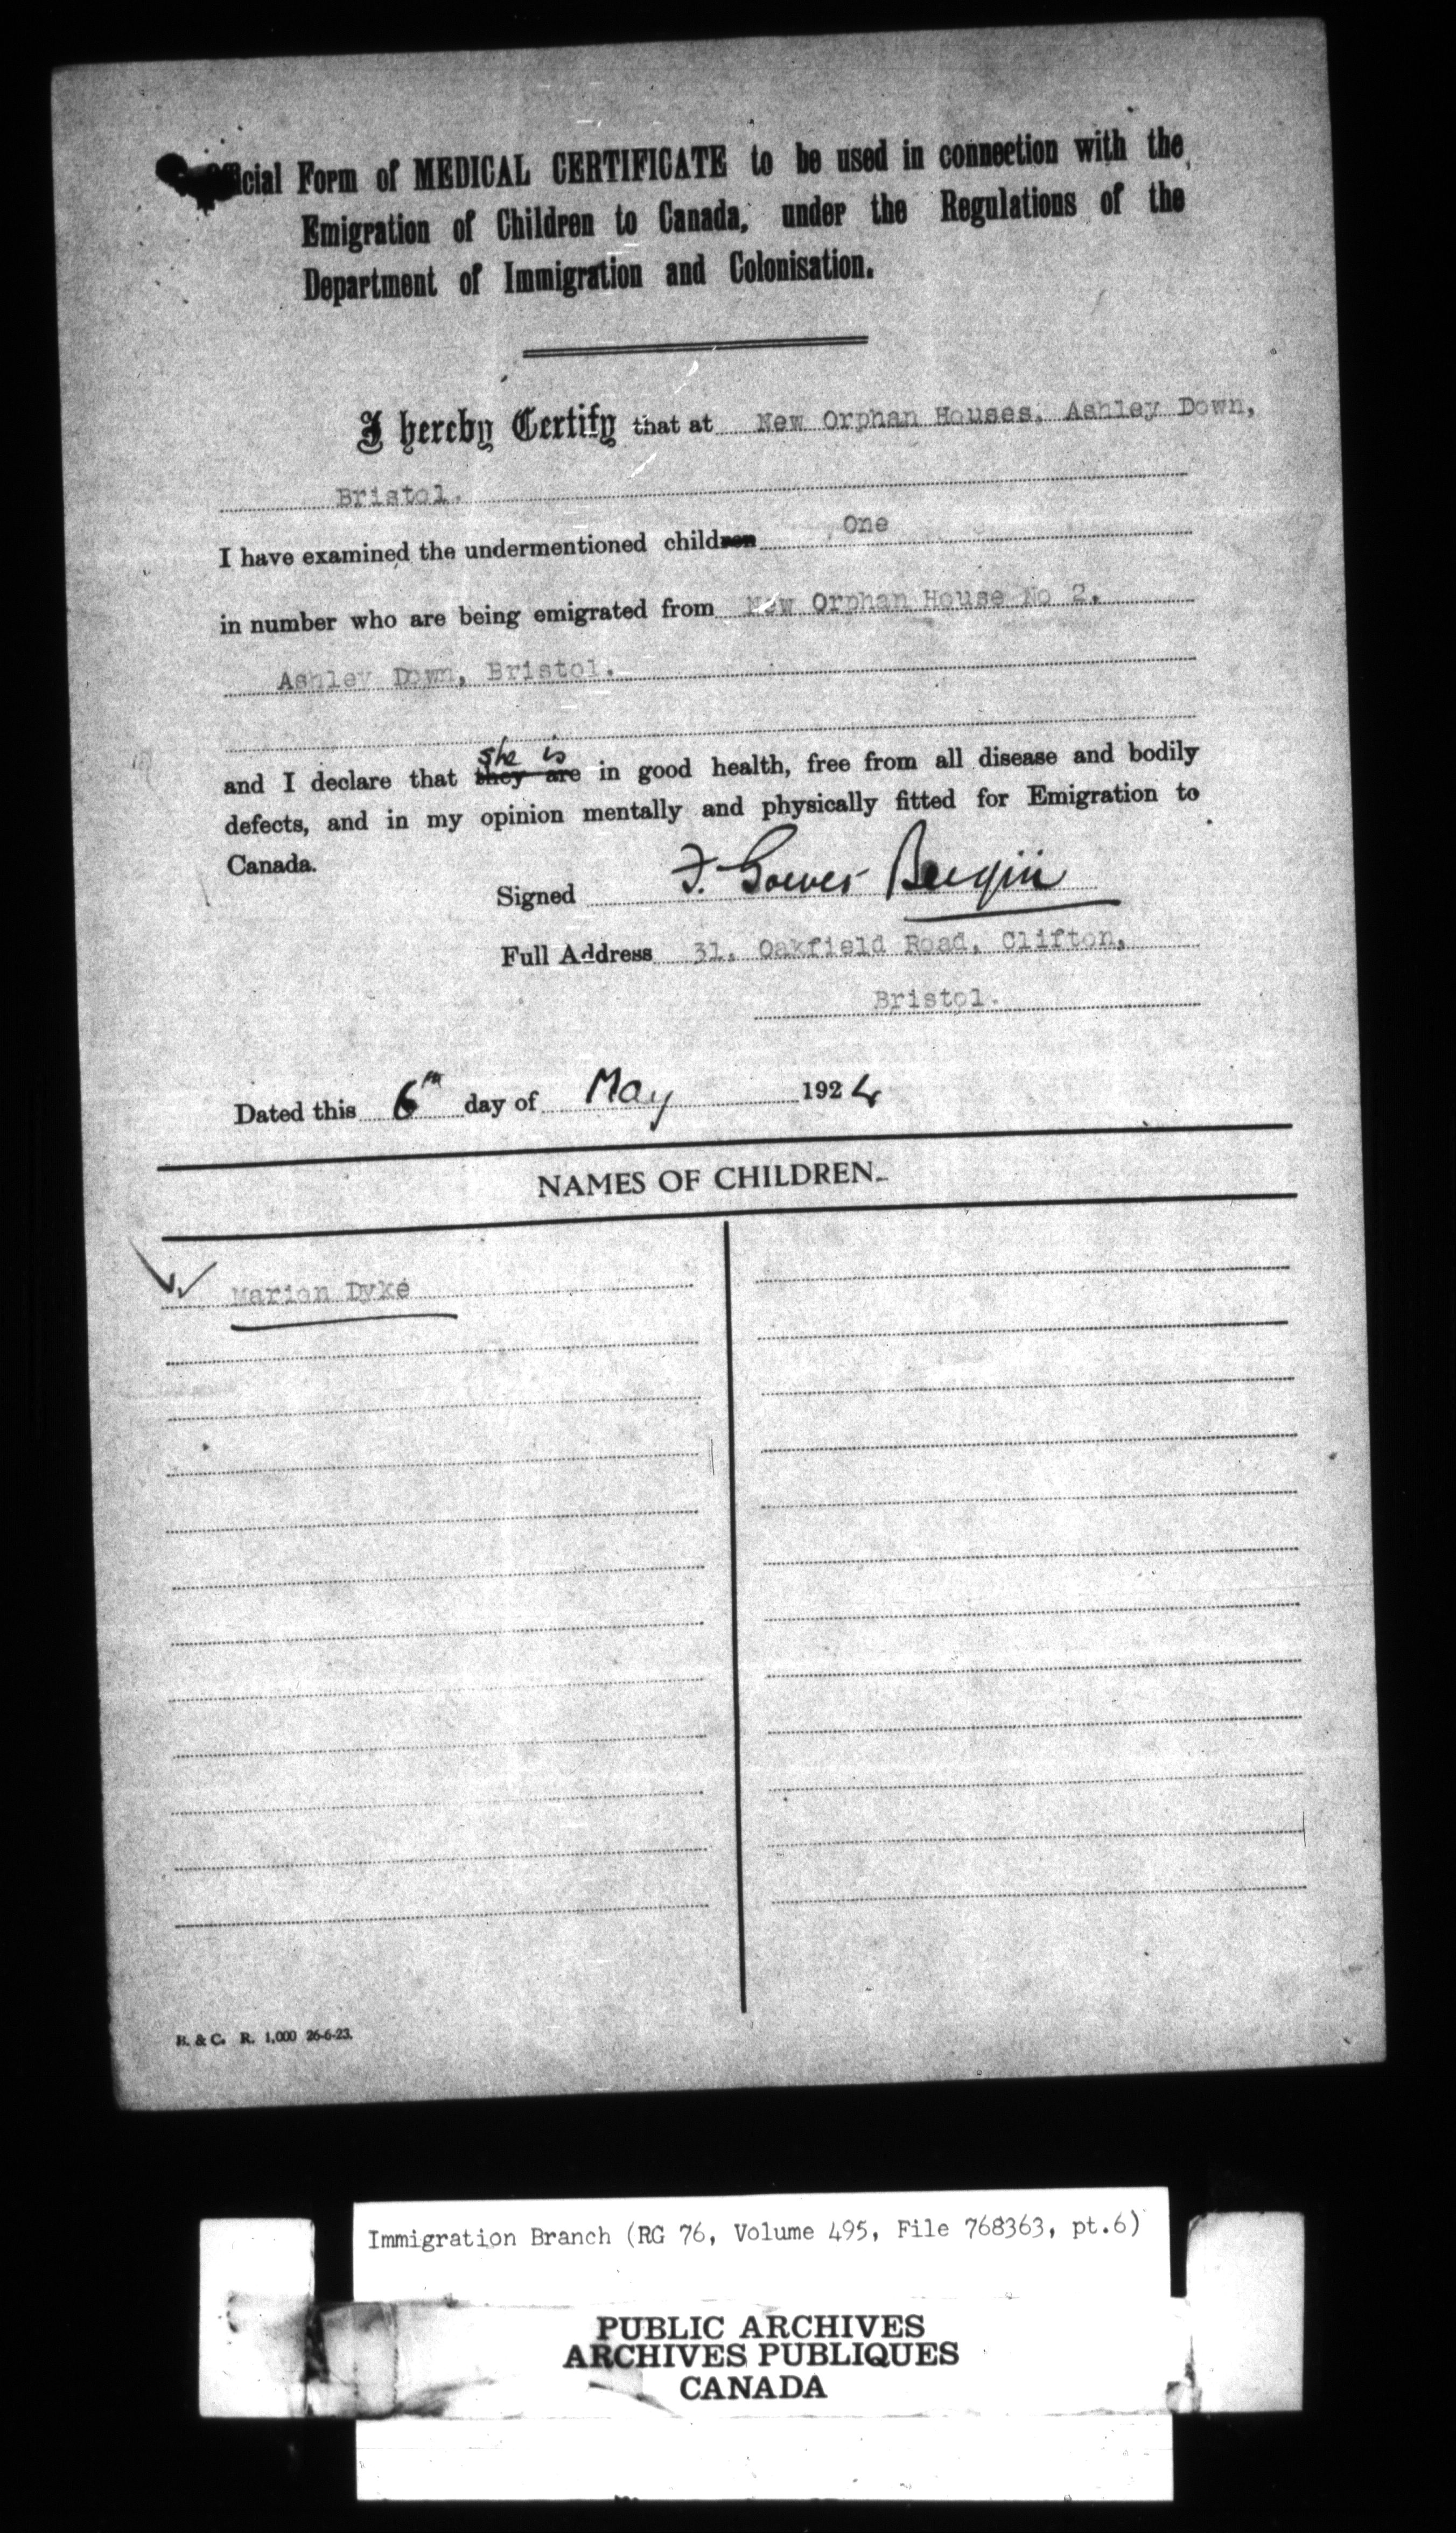 Official Form of MEDICAL CERTIFICATE to be used in connection with the
Emigration of Children to Canada, under the Regulations of the
Department of Immigration and Colonisation.
I hereby Certify that at New Orphan Houses, Ashley Down,
Bristol.
I have examined the undermentioned children One
in number who are being emigrated from New Orphan House No 2.
Ashley Down, Bristol.
she is
and I declare that they are in good health, free from all disease and bodily
defects, and in my opinion mentally and physically fitted for Emigration to
Canada.
Signed F.
Full Address 31, Oakfield Road, Clifton,
Bristol.
Dated this 6th day of May 1924
NAMES OF CHILDREN.
Marion Dyke
B. & C. R. 1,000 26-6-23.
Immigration Branch (RG 76, Volume 495, File 768363, pt.6)
PUBLIC ARCHIVES
ARCHIVES PUBLIQUES
CANADA